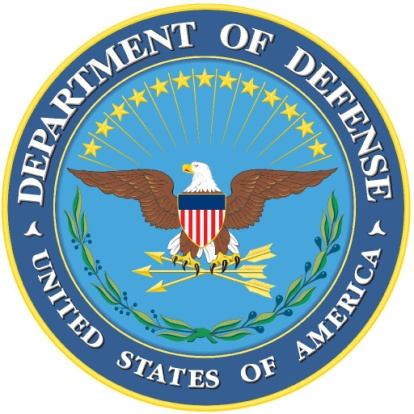 DEPARTMENT OF DEFENSE
UNITED STATES OF AMERICA